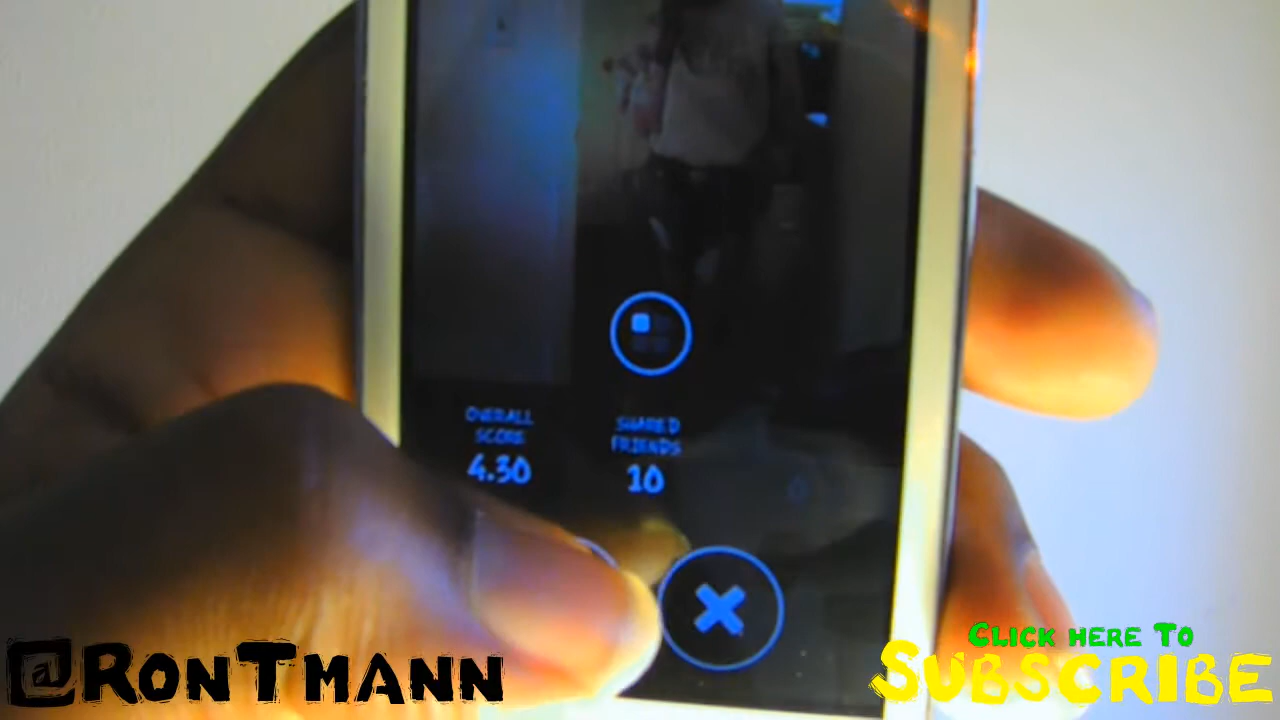 OVERALL
SCORE
4.30
SHARED
FRIENDS
10
@RONTMANN
CLICK HERE TO
SUBSCRIBE